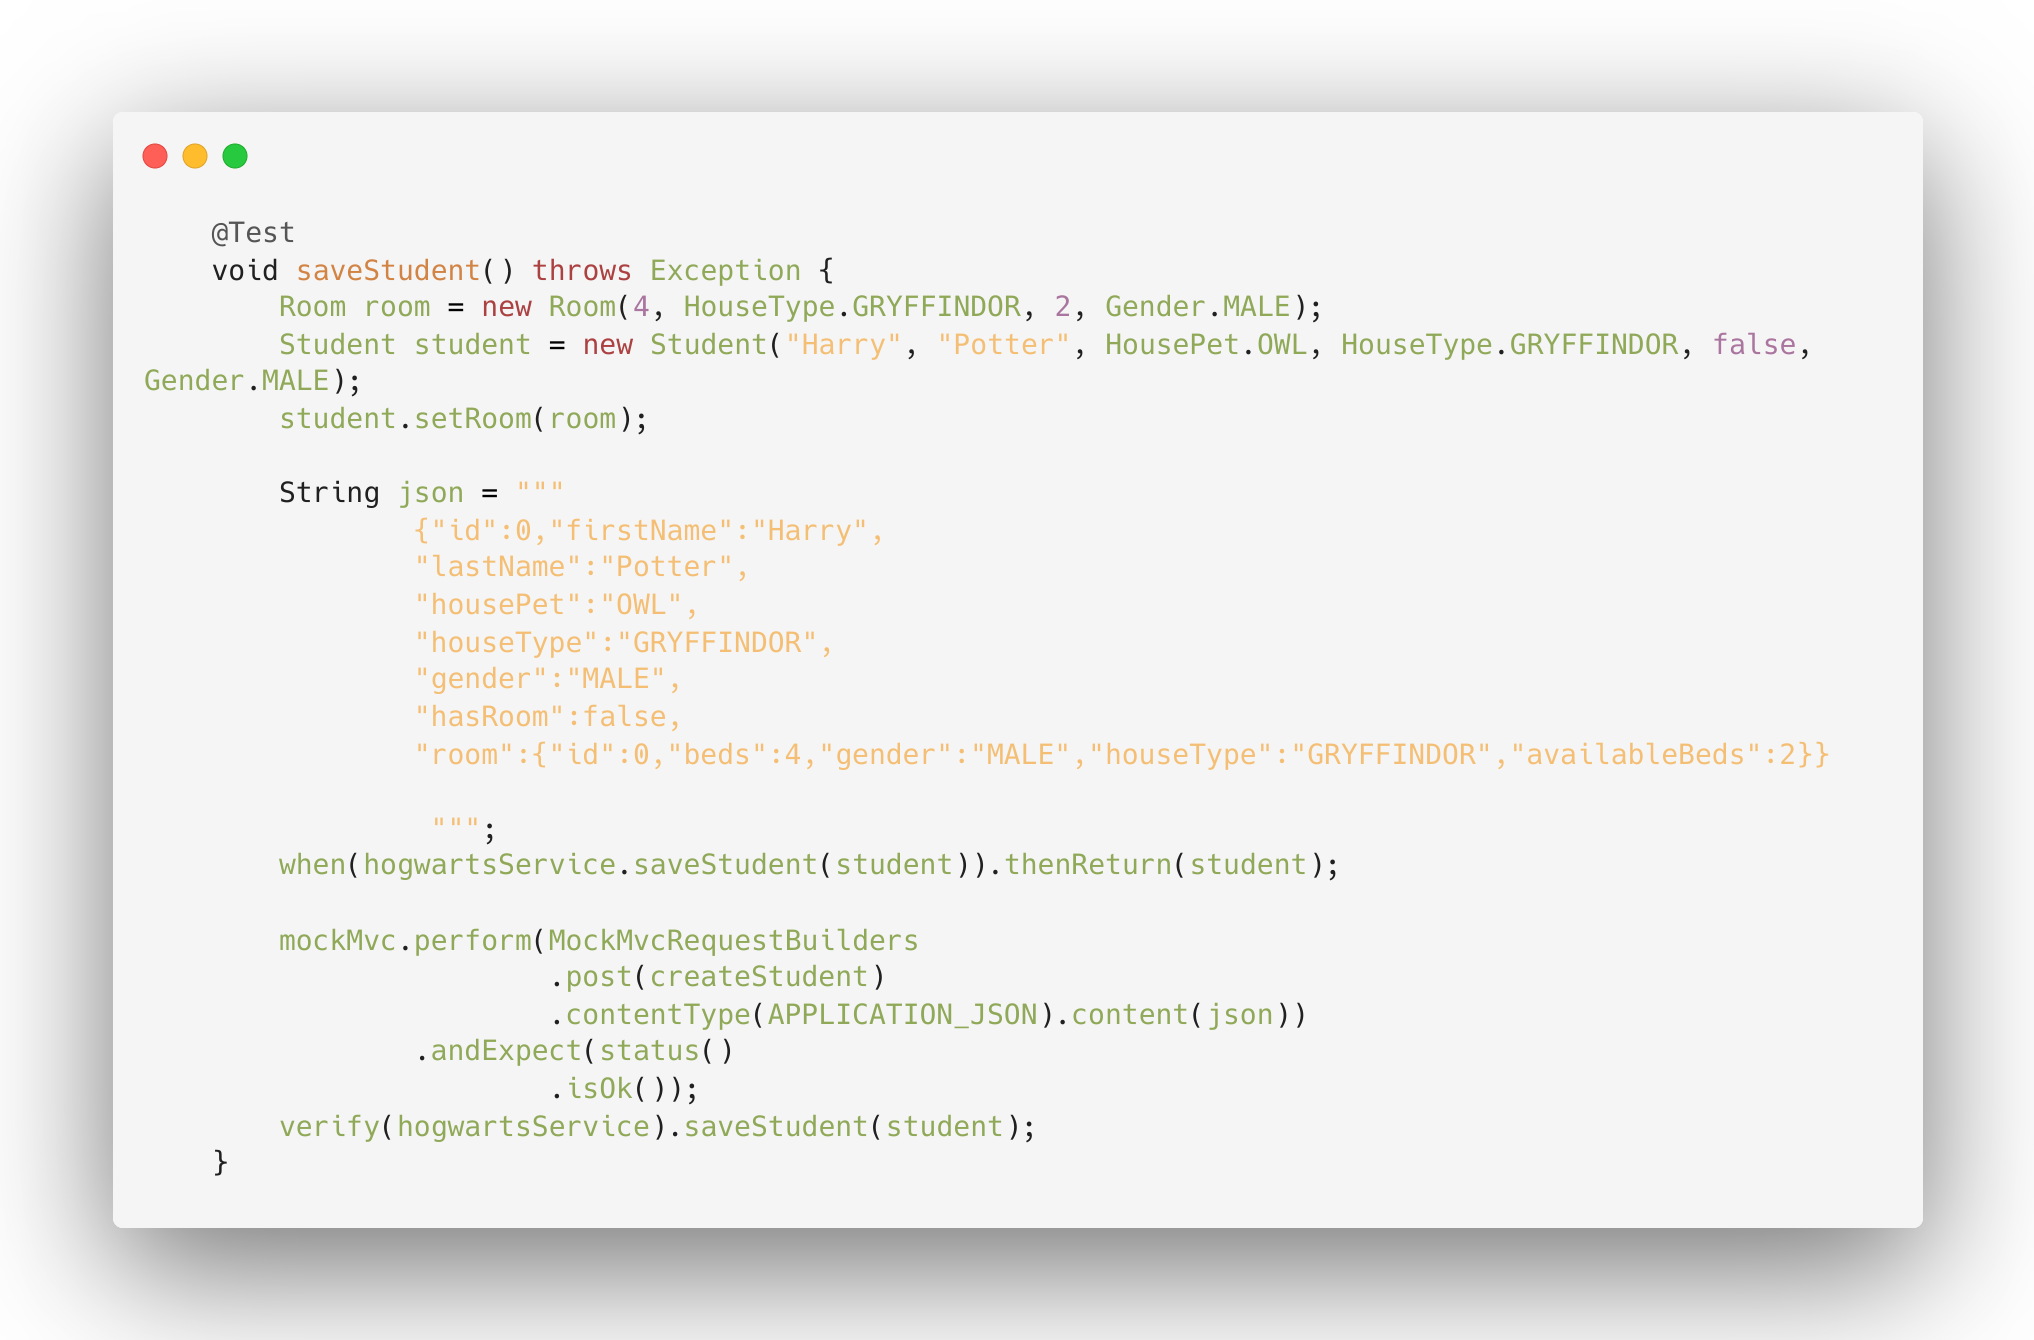 @Test
void saveStudent() throws Exception {
Room room = new Room(4, HouseType.GRYFFINDOR, 2, Gender.MALE);
Student student = new Student("Harry", "Potter", HousePet.OWL, HouseType.GRYFFINDOR, false,
Gender.MALE);
student.setRoom(room);
String json = """
{"id":0,"firstName":"Harry",
"lastName":"Potter",
"housePet":"OWL",
"houseType":"GRYFFINDOR",
"gender":"MALE",
"hasRoom":false,
"room":{"id":0,"beds":4,"gender":"MALE","houseType":"GRYFFINDOR","availableBeds":2}}
""";
when(hogwartsService.saveStudent(student)).thenReturn(student);
mockMvc.perform(MockMvcRequestBuilders
.post(createStudent)
.contentType(APPLICATION_JSON).content(json))
.andExpect(status()
.isOk());
verify(hogwartsService).saveStudent(student);
}